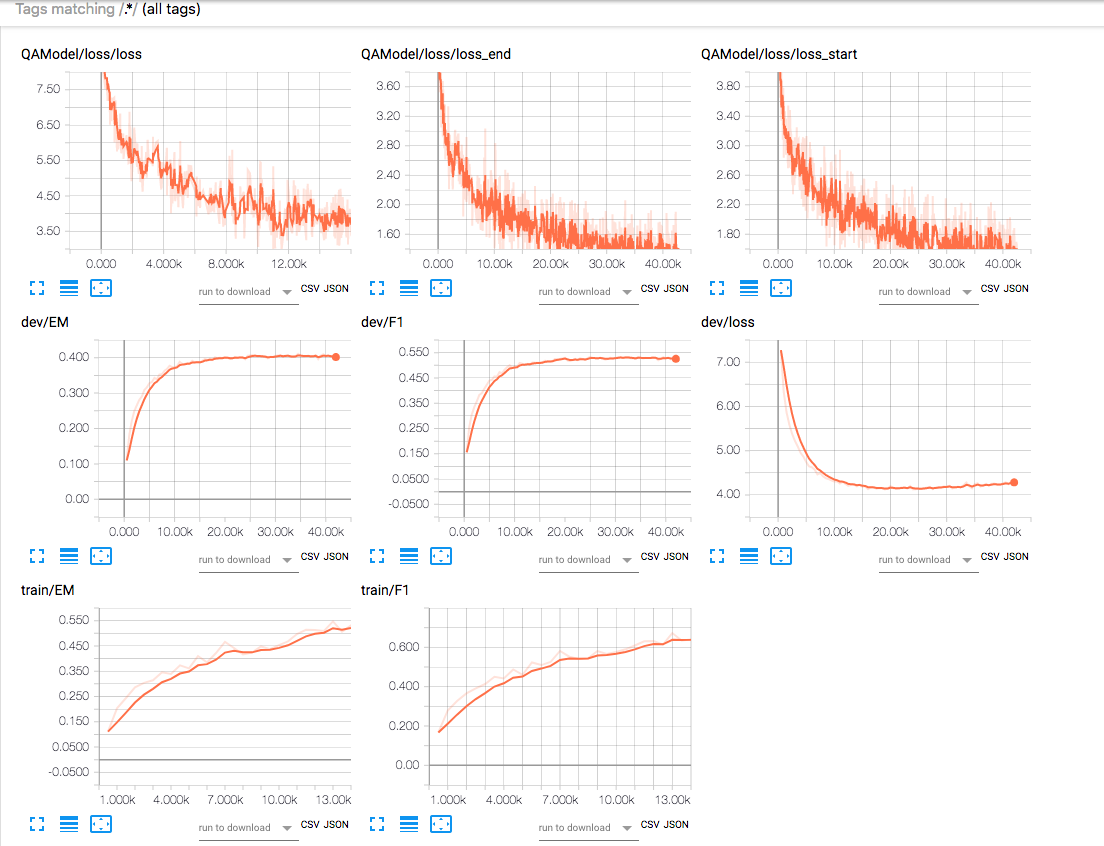 Tags matching /.*/ (all tags)
QAModel/loss/loss QAModel/loss/loss_end QAModel/loss/loss_start
7.50 3.60 3.80
6.50 3.20 3.40
5.50 2.80 3.00
4.50 2.40 2.60
3.50 2.00 2.20
1.60 1.80
0.000 4.000k 8.000k 12.00k 0.000 10.00k 20.00k 30.00k 40.00k 0.000 10.00k 20.00k 30.00k 40.00k
run to download CSV JSON run to download CSV JSON run to download CSV JSON
dev/EM dev/F1 dev/loss
0.400 0.550 7.00
0.300 0.450 6.00
0.200 0.350 5.00
0.100 0.250 4.00
0.00 0.150
0.0500
-0.0500
0.000 10.00k 20.00k 30.00k 40.00k 0.000 10.00k 20.00k 30.00k 40.00k 0.000 10.00k 20.00k 30.00k 40.00k
run to download CSV JSON run to download CSV JSON run to download CSV JSON
train/EM train/F1
0.550 0.600
0.450 0.400
0.350 0.200
0.250 0.00
0.150
0.0500
-0.0500
1.000k 4.000k 7.000k 10.00k 13.00k 1.000k 4.000k 7.000k 10.00k 13.00k
run to download CSV JSON run to download CSV JSON